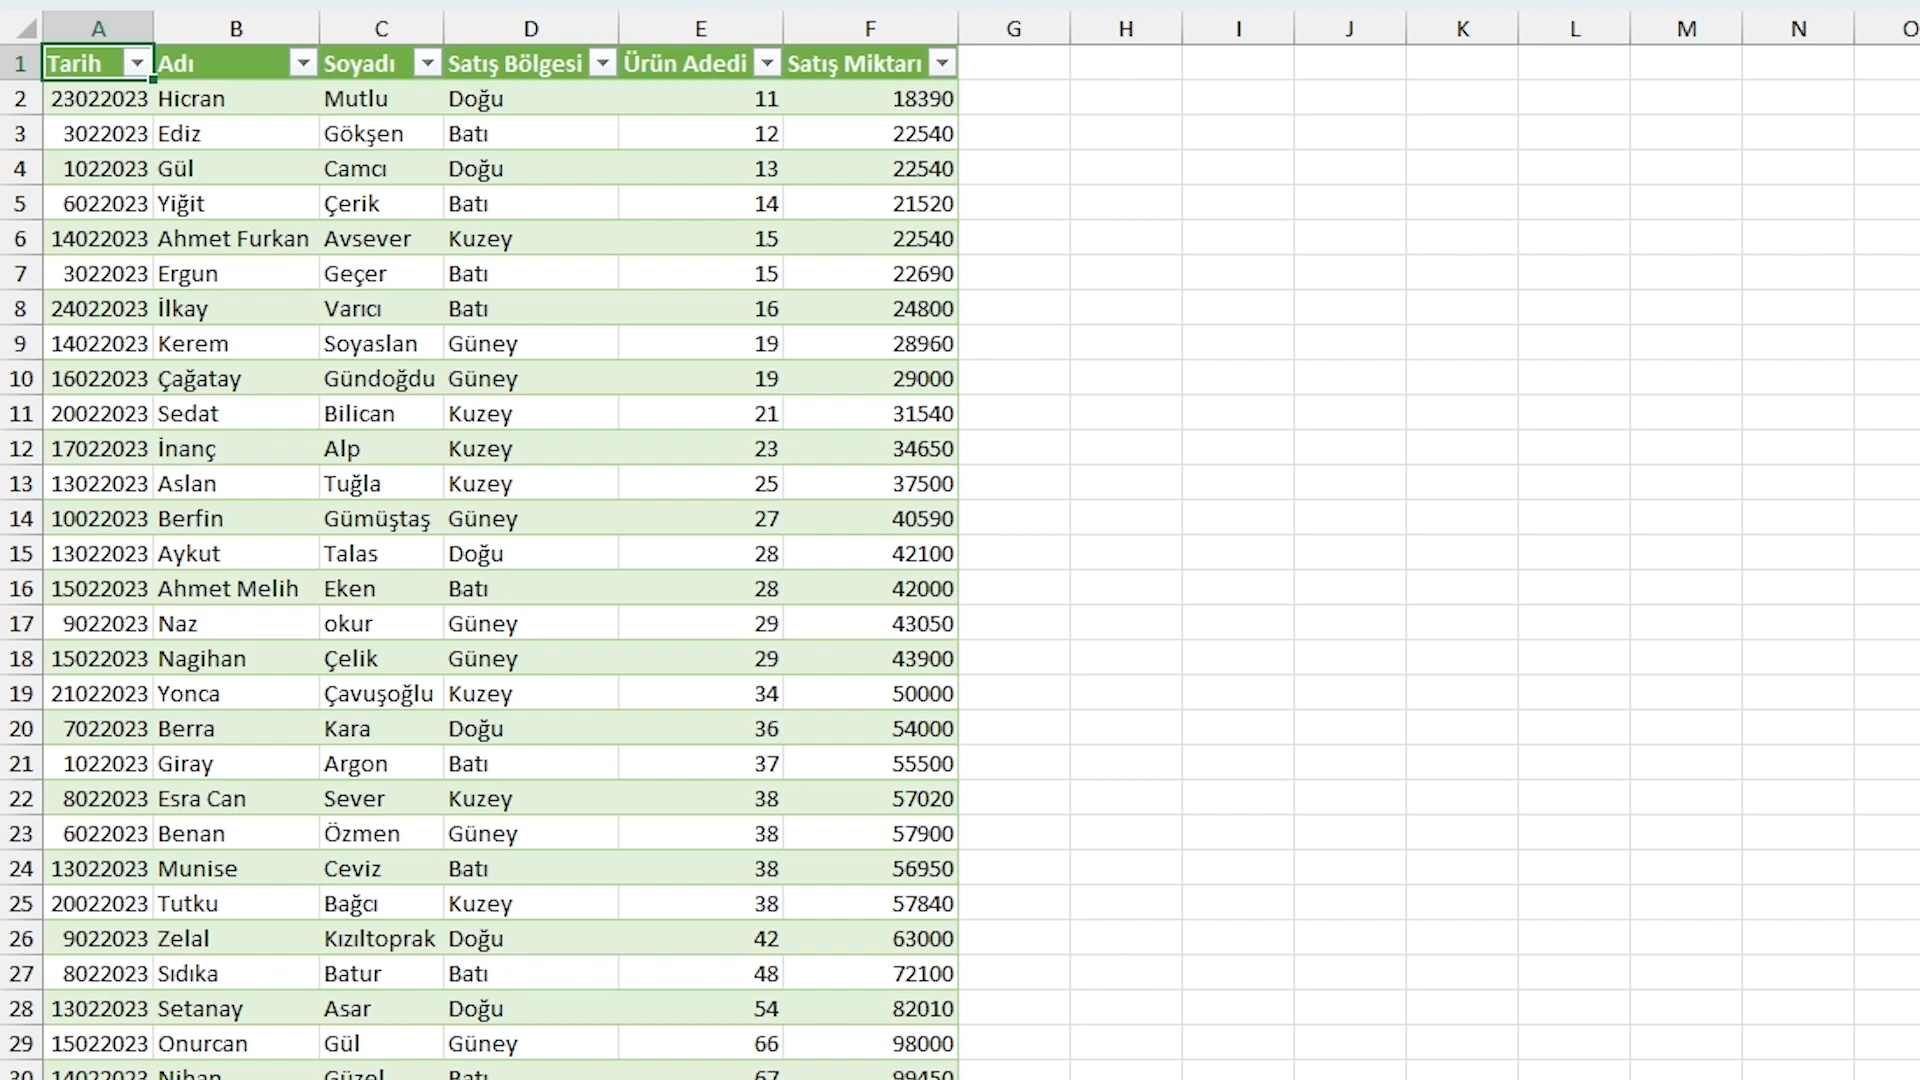 A B C D E F G H I J K L M N O
1 Tarih Adı Soyadı Satış Bölgesi Ürün Adedi Satış Miktarı
2 23022023 Hicran Mutlu Doğu 11 18390
3 3022023 Ediz Gökşen Batı 12 22540
4 1022023 Gül Camcı Doğu 13 22540
5 6022023 Yiğit Çerik Batı 14 21520
6 14022023 Ahmet Furkan Avsever Kuzey 15 22540
7 3022023 Ergun Geçer Batı 15 22690
8 24022023 İlkay Varıcı Batı 16 24800
9 14022023 Kerem Soyaslan Güney 19 28960
10 16022023 Çağatay Gündoğdu Güney 19 29000
11 20022023 Sedat Bilican Kuzey 21 31540
12 17022023 İnanç Alp Kuzey 23 34650
13 13022023 Aslan Tuğla Kuzey 25 37500
14 10022023 Berfin Gümüştaş Güney 27 40590
15 13022023 Aykut Talas Doğu 28 42100
16 15022023 Ahmet Melih Eken Batı 28 42000
17 9022023 Naz okur Güney 29 43050
18 15022023 Nagihan Çelik Güney 29 43900
19 21022023 Yonca Çavuşoğlu Kuzey 34 50000
20 7022023 Berra Kara Doğu 36 54000
21 1022023 Giray Argon Batı 37 55500
22 8022023 Esra Can Sever Kuzey 38 57020
23 6022023 Benan Özmen Güney 38 57900
24 13022023 Munise Ceviz Batı 38 56950
25 20022023 Tutku Bağcı Kuzey 38 57840
26 9022023 Zelal Kızıltoprak Doğu 42 63000
27 8022023 Sıdıka Batur Batı 48 72100
28 13022023 Setanay Asar Doğu 54 82010
29 15022023 Onurcan Gül Güney 66 98000
30 14022023 Nihan Güzel Batı 67 99450